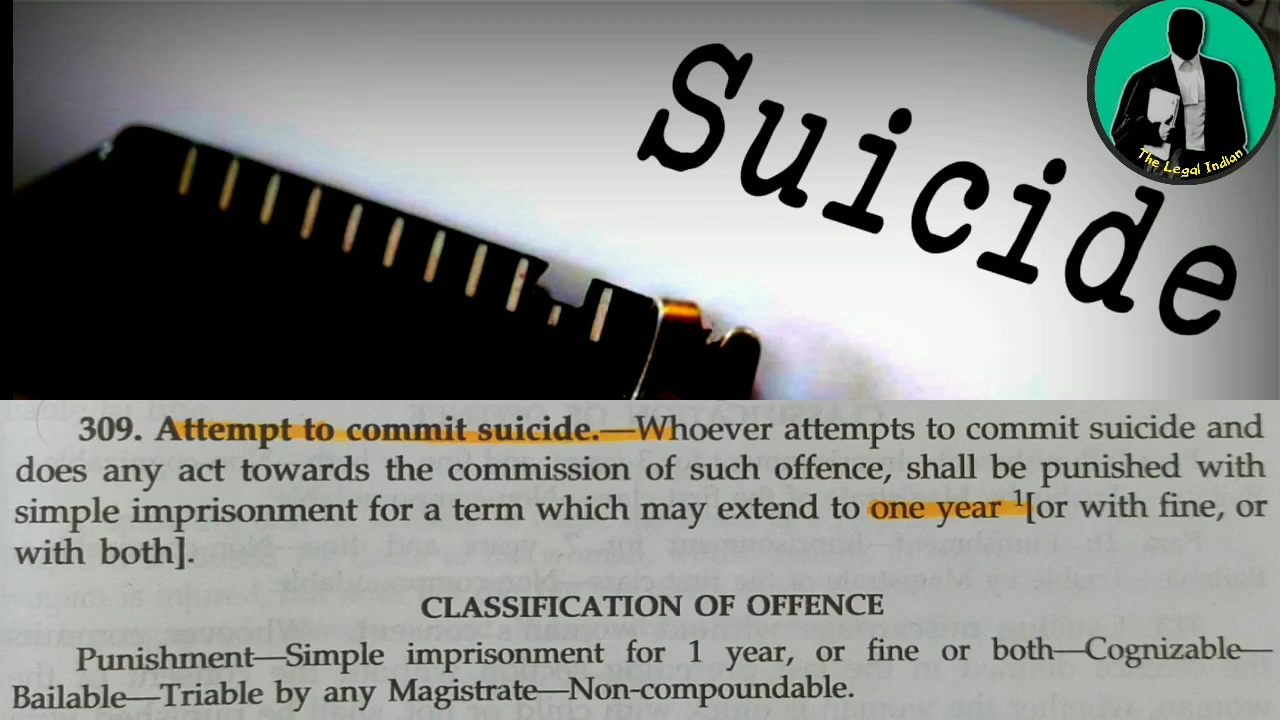 Suicide
The Legal Indian
309. Attempt to commit suicide.—Whoever attempts to commit suicide and
does any act towards the commission of such offence, shall be punished with
simple imprisonment for a term which may extend to one year ¹[or with fine, or
with both].
CLASSIFICATION OF OFFENCE
Punishment—Simple imprisonment for 1 year, or fine or both—Cognizable—
Bailable—Triable by any Magistrate—Non-compoundable.